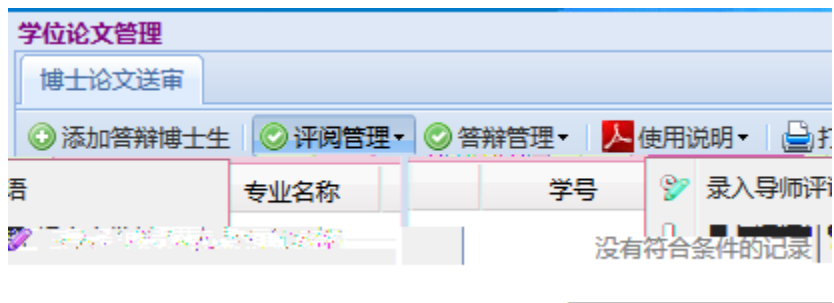 学位论文管理
博士论文送审
添加答辩博士生 评阅管理 答辩管理 使用说明 打
语 专业名称 学号 录入导师评
没有符合条件的记录